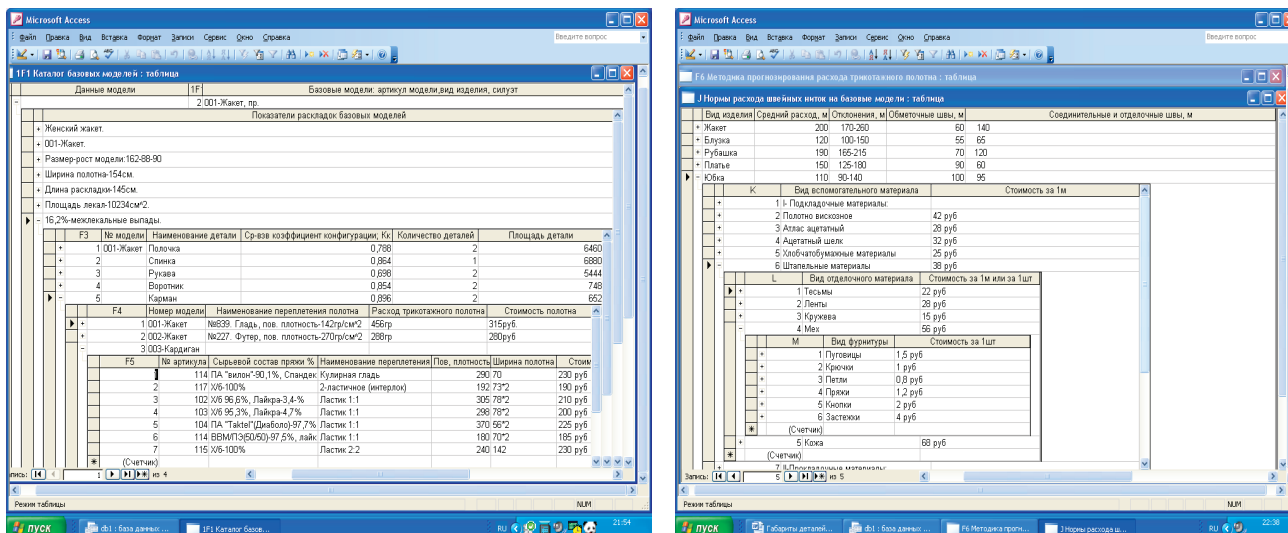 Microsoft Access
Файл Правка Вид Вставка Формат Записи Сервис Окно Справка
Введите вопрос
1F1 Каталог базовых моделей : таблица
Данные модели 1F Базовые модели: артикул модели,вид изделия, силуэт
2 001-Жакет, пр.
Показатели раскладок базовых моделей
Женский жакет.
001-Жакет.
Размер-рост модели:162-88-90
Ширина полотна-154см.
Длина раскладки-145см.
Площадь лекал-10234см^2.
16,2%-межлекальные выпады.
F3 № модели Наименование детали Ср-взв коэффициент конфигурации; Кк Количество деталей Площадь детали
1 001-Жакет Полочка 0,788 2 6460
2 Спинка 0,864 1 6880
3 Рукава 0,698 2 5444
4 Воротник 0,854 2 748
5 Карман 0,896 2 652
F4 Номер модели Наименование переплетения полотна Расход трикотажного полотна Стоимость полотна
1 001-Жакет №839. Гладь, пов. плотность-142гр/см^2 456гр 315руб.
2 002-Жакет №227. Футер, пов. плотность-270гр/см^2 288гр 280руб
3 003-Кардиган
F5 № артикула Сырьевой состав пряжи % Наименование переплетения Пов, плотность Ширина полотна Стоим
114 ПА "вилон"-90,1%, Спандек Кулирная гладь 290 70 230 руб
2 117 Х/б-100% 2-ластичное (интерлок) 192 73*2 190 руб
3 102 Х/б 96,6%, Лайкра-3,4-% Ластик 1:1 305 78*2 210 руб
4 103 Х/б 95,3%, Лайкра-4,7% Ластик 1:1 298 78*2 200 руб
5 104 ПА "Taktel"(Диаболо)-97,7% Ластик 1:1 370 56*2 225 руб
6 114 ВВМ/ПЭ(50/50)-97,5%, лайк Ластик 1:1 180 70*2 185 руб
7 115 Х/б-100% Ластик 2:2 240 142 230 руб
(Счетчик)
пись: 1 из 4
Режим таблицы NUM
пуск db1 : база данных ... 1F1 Каталог базов... RU 21:54
Microsoft Access
Файл Правка Вид Вставка Формат Записи Сервис Окно Справка
Введите вопрос
F6 Методика прогнозирования расхода трикотажного полотна : таблица
J Нормы расхода швейных ниток на базовые модели : таблица
Вид изделия Средний расход, м Отклонения, м Обметочные швы, м Соединительные и отделочные швы, м
Жакет 200 170-260 60 140
Блузка 120 100-150 55 65
Рубашка 190 165-215 70 120
Платье 150 125-180 90 60
Юбка 110 90-140 100 95
K Вид вспомогательного материала Стоимость за 1м
1 I- Подкладочные материалы:
2 Полотно вискозное 42 руб
3 Атлас ацетатный 28 руб
4 Ацетатный шелк 32 руб
5 Хлобчатобумажные материалы 25 руб
6 Штапельные материалы 38 руб
L Вид отделочного материала Стоимость за 1м или за 1шт
1 Тесьмы 22 руб
2 Ленты 28 руб
3 Кружева 15 руб
4 Мех 56 руб
M Вид фурнитуры Стоимость за 1шт
1 Пуговицы 1,5 руб
2 Крючки 1 руб
3 Петли 0,8 руб
4 Пряжи 1,2 руб
5 Кнопки 2 руб
6 Застежки 4 руб
(Счетчик)
5 Кожа 68 руб
(Счетчик)
7 II-Прокладочные материалы:
Запись: 5 из 5
Режим таблицы NUM
пуск Габариты деталей... db1 : база данных ... F6 Методика прогн... J Нормы расхода ш... RU 22:38